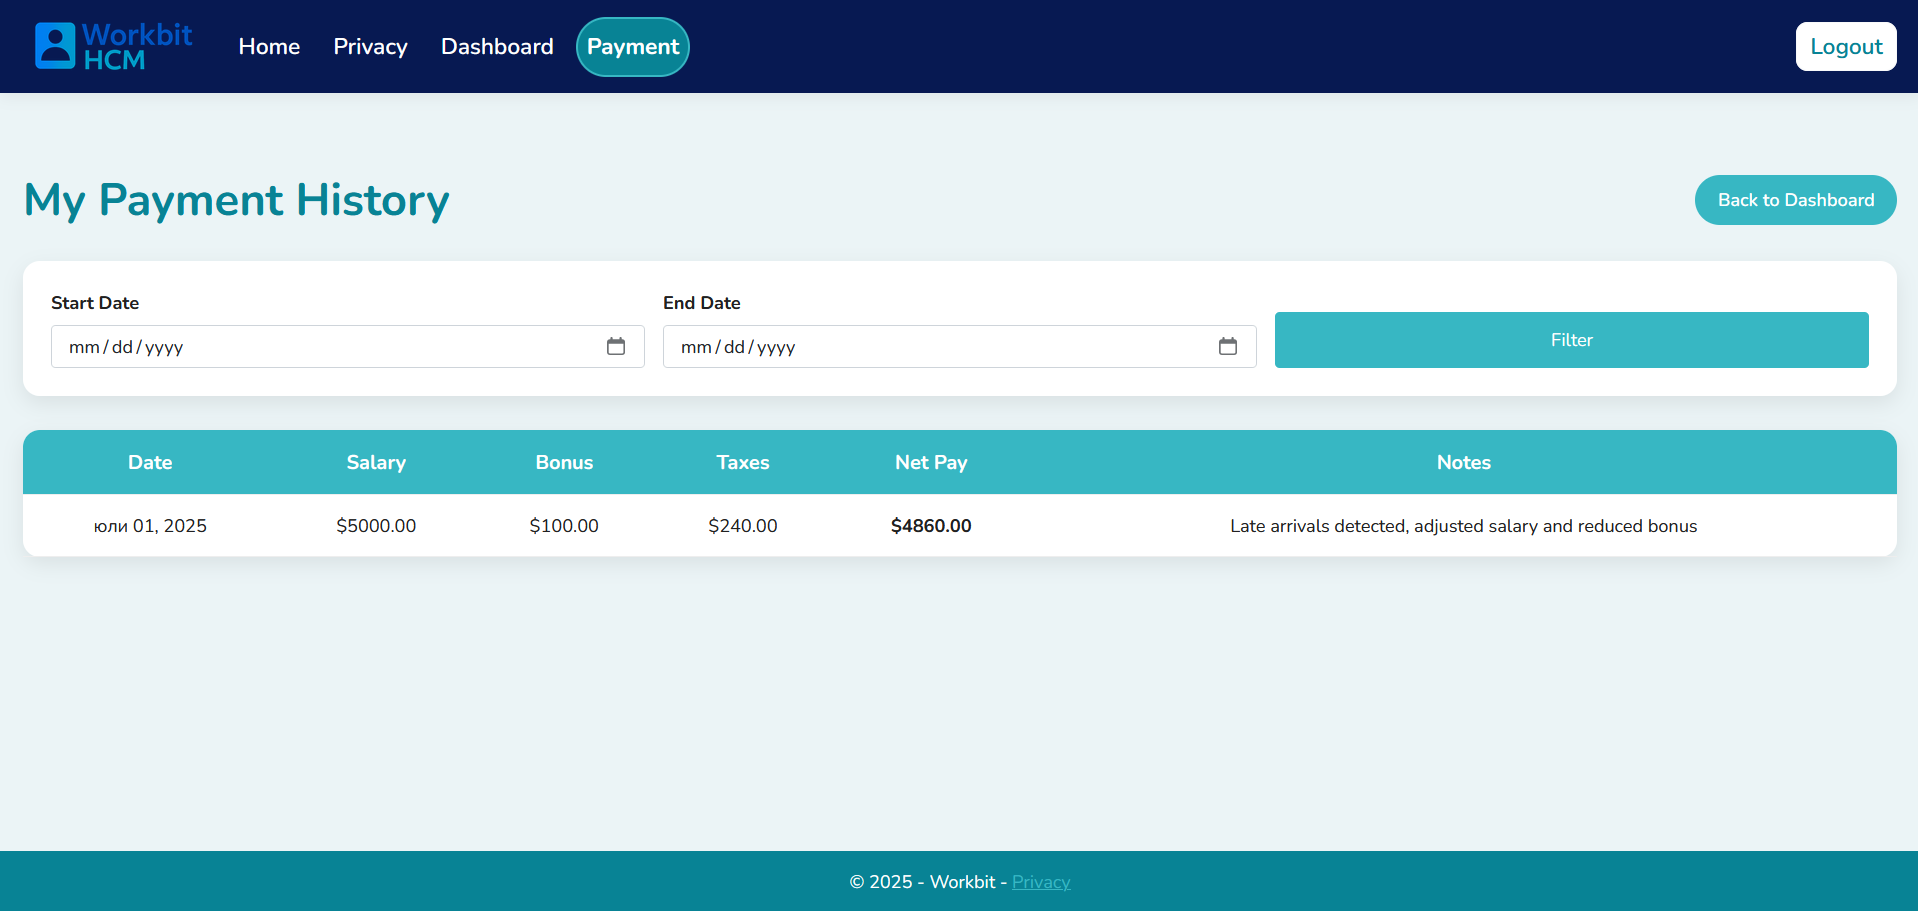 Workbit
HCM
Home Privacy Dashboard Payment Logout
My Payment History
Back to Dashboard
Start Date End Date
mm/dd/yyyy mm/dd/yyyy Filter
Date Salary Bonus Taxes Net Pay Notes
юли 01, 2025 $5000.00 $100.00 $240.00 $4860.00 Late arrivals detected, adjusted salary and reduced bonus
© 2025 - Workbit - Privacy